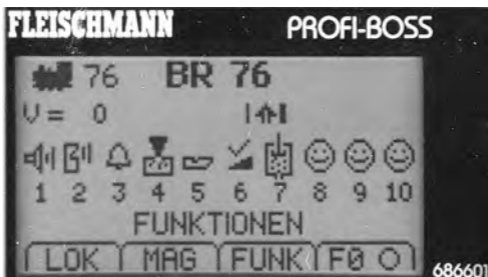 FLEISCHMANN PROFI-BOSS
76 BR 76
V = 0
1 2 3 4 5 6 7 8 9 10
FUNKTIONEN
LOK MAG FUNK F0
686601